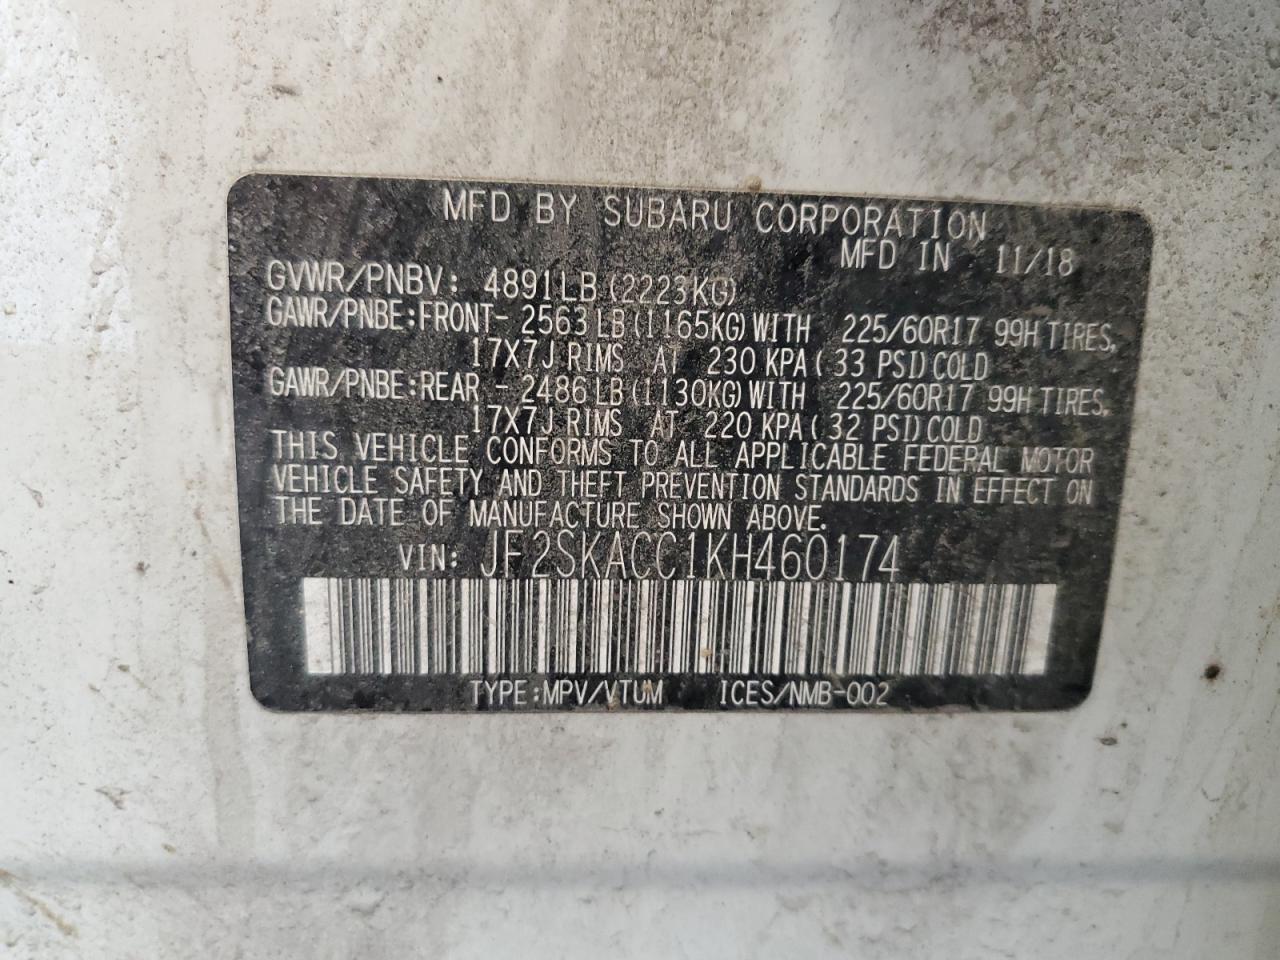 MFD BY SUBARU CORPORATION
MFD IN 11/18
GVWR/PNBV: 4891LB(2223KG)
GAWR/PNBE:FRONT- 2563LB(1165KG)WITH 225/60R17 99H TIRES,
17X7J RIMS AT 230 KPA(33 PSI)COLD
GAWR/PNBE:REAR - 2486LB(1130KG)WITH 225/60R17 99H TIRES,
17X7J RIMS AT 220 KPA(32 PSI)COLD
THIS VEHICLE CONFORMS TO ALL APPLICABLE FEDERAL MOTOR
VEHICLE SAFETY AND THEFT PREVENTION STANDARDS IN EFFECT ON
THE DATE OF MANUFACTURE SHOWN ABOVE.
VIN: JF2SKACC1KH460174
TYPE:MPV/VTUM ICES/NMB-002